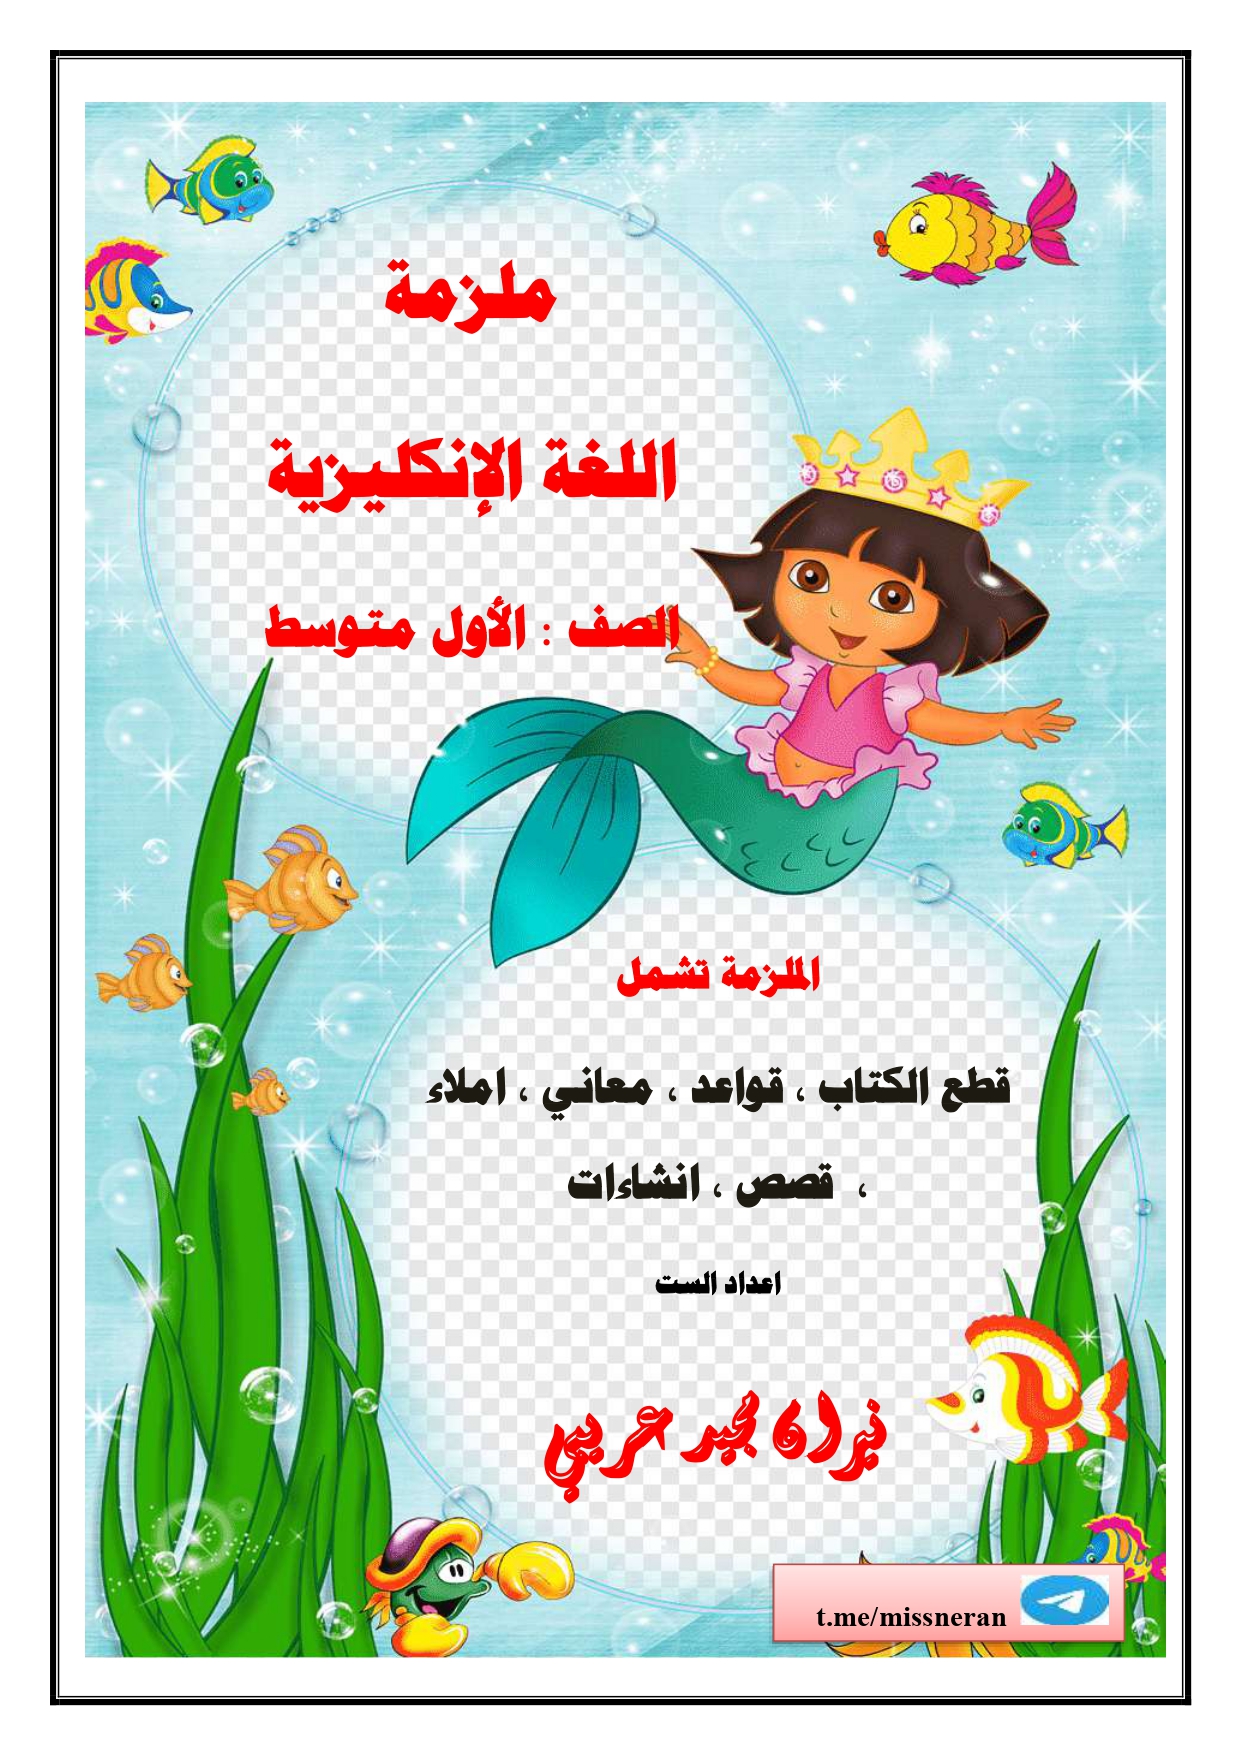 ملزمة
اللغة الإنكليزية
الصف : الأول متوسط
الملزمة تشمل
قطع الكتاب ، قواعد ، معاني ، املاء
، قصص ، انشاءات
اعداد الست
نيران مجيد عريبي
t.me/missneran